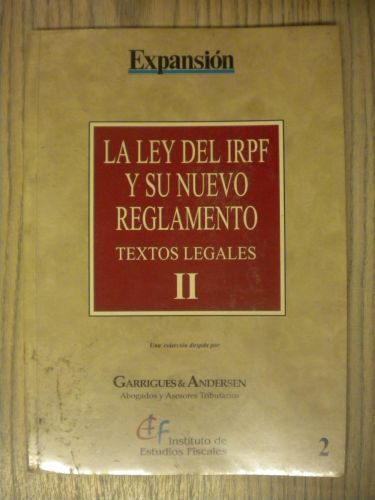 Expansión
LA LEY DEL IRPF
Y SU NUEVO
REGLAMENTO
TEXTOS LEGALES
II
Una colección dirigida por
GARRIGUES & ANDERSEN
Abogados y Asesores Tributarios
EF Instituto de
Estudios Fiscales
2